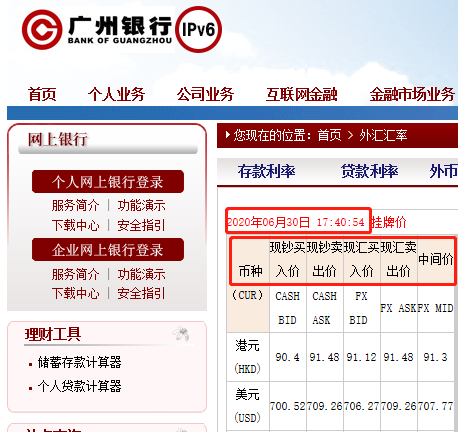 广州银行
BANK OF GUANGZHOU
IPv6
首页 个人业务 公司业务 互联网金融 金融市场业务
网上银行
个人网上银行登录
服务简介 | 功能演示
下载中心 | 安全指引
企业网上银行登录
服务简介 | 功能演示
下载中心 | 安全指引
理财工具
储蓄存款计算器
个人贷款计算器
您现在的位置：首页 > 外汇汇率
存款利率 贷款利率 外币
2020年06月30日 17:40:54 挂牌价
币种 现钞买入价 现钞卖出价 现汇买入价 现汇卖出价 中间价
(CUR) CASH BID CASH ASK FX BID FX ASK FX MID
港元(HKD) 90.4 91.48 91.12 91.48 91.3
美元(USD) 700.52 709.26 706.27 709.26 707.77